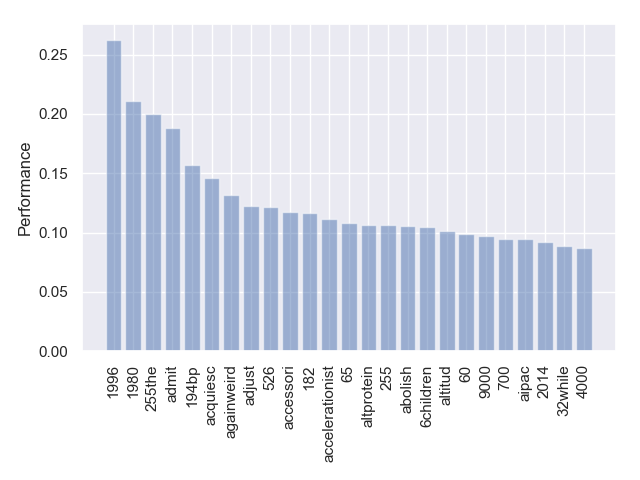 0.25
0.20
0.15
0.10
0.05
0.00
Performance
1996
1980
255the
admit
194bp
acquiesc
againweird
adjust
526
accessori
182
accelerationist
65
altprotein
255
abolish
6children
altitud
60
9000
700
aipac
2014
32while
4000